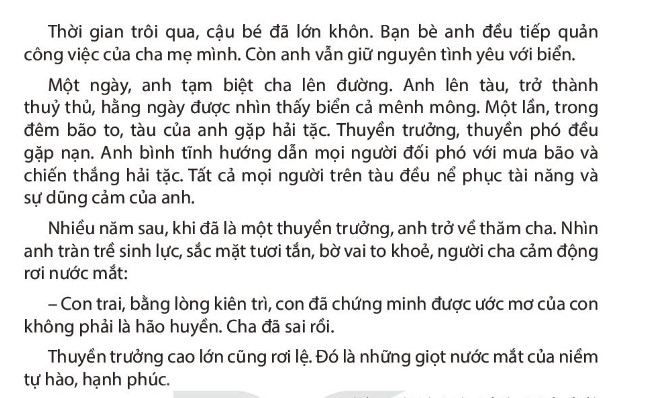 Thời gian trôi qua, cậu bé đã lớn khôn. Bạn bè anh đều tiếp quản
công việc của cha mẹ mình. Còn anh vẫn giữ nguyên tình yêu với biển.
Một ngày, anh tạm biệt cha lên đường. Anh lên tàu, trở thành
thuỷ thủ, hằng ngày được nhìn thấy biển cả mênh mông. Một lần, trong
đêm bão to, tàu của anh gặp hải tặc. Thuyền trưởng, thuyền phó đều
gặp nạn. Anh bình tĩnh hướng dẫn mọi người đối phó với mưa bão và
chiến thắng hải tặc. Tất cả mọi người trên tàu đều nể phục tài năng và
sự dũng cảm của anh.
Nhiều năm sau, khi đã là một thuyền trưởng, anh trở về thăm cha. Nhìn
anh tràn trề sinh lực, sắc mặt tươi tắn, bờ vai to khoẻ, người cha cảm động
rơi nước mắt:
– Con trai, bằng lòng kiên trì, con đã chứng minh được ước mơ của con
không phải là hão huyền. Cha đã sai rồi.
Thuyền trưởng cao lớn cũng rơi lệ. Đó là những giọt nước mắt của niềm
tự hào, hạnh phúc.